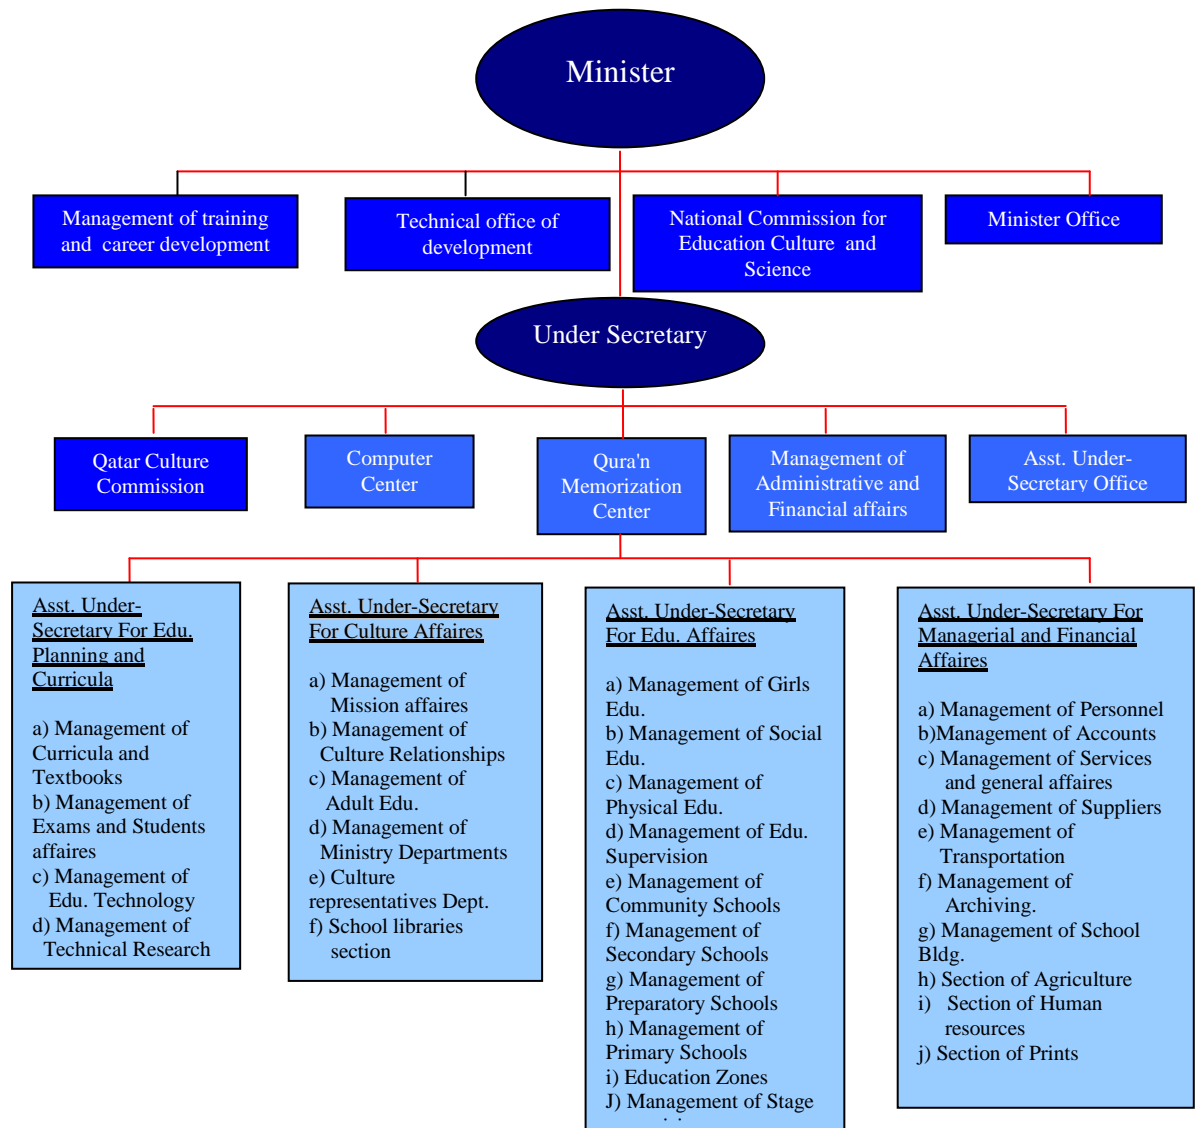 Minister
Management of training
and career development
Technical office of
development
National Commission for
Education Culture and
Science
Minister Office
Under Secretary
Qatar Culture
Commission
Computer
Center
Qura'n
Memorization
Center
Management of
Administrative and
Financial affairs
Asst. Under-
Secretary Office
Asst. Under-
Secretary For Edu.
Planning and
Curricula
a) Management of
Curricula and
Textbooks
b) Management of
Exams and Students
affaires
c) Management of
Edu. Technology
d) Management of
Technical Research
Asst. Under-Secretary
For Culture Affaires
a) Management of
Mission affaires
b) Management of
Culture Relationships
c) Management of
Adult Edu.
d) Management of
Ministry Departments
e) Culture
representatives Dept.
f) School libraries
section
Asst. Under-Secretary
For Edu. Affaires
a) Management of Girls
Edu.
b) Management of Social
Edu.
c) Management of
Physical Edu.
d) Management of Edu.
Supervision
e) Management of
Community Schools
f) Management of
Secondary Schools
g) Management of
Preparatory Schools
h) Management of
Primary Schools
i) Education Zones
J) Management of Stage
Asst. Under-Secretary For
Managerial and Financial
Affaires
a) Management of Personnel
b)Management of Accounts
c) Management of Services
and general affaires
d) Management of Suppliers
e) Management of
Transportation
f) Management of
Archiving.
g) Management of School
Bldg.
h) Section of Agriculture
i) Section of Human
resources
j) Section of Prints